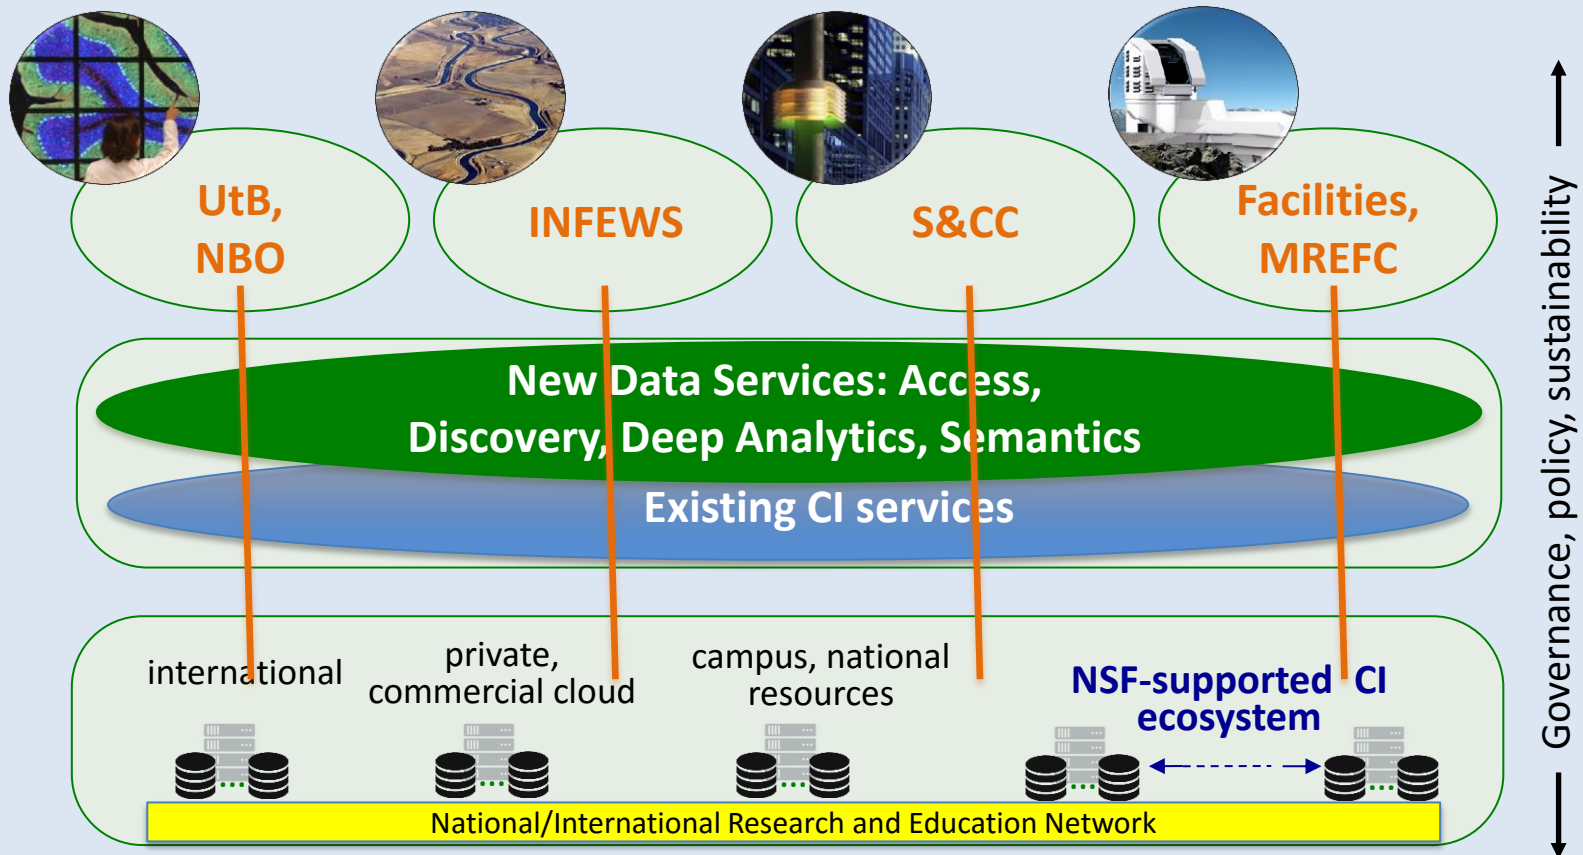 UtB,
NBO
INFEWS
S&CC
Facilities,
MREFC
New Data Services: Access,
Discovery, Deep Analytics, Semantics
Existing CI services
international
private,
commercial cloud
campus, national
resources
NSF-supported CI
ecosystem
National/International Research and Education Network
Governance, policy, sustainability